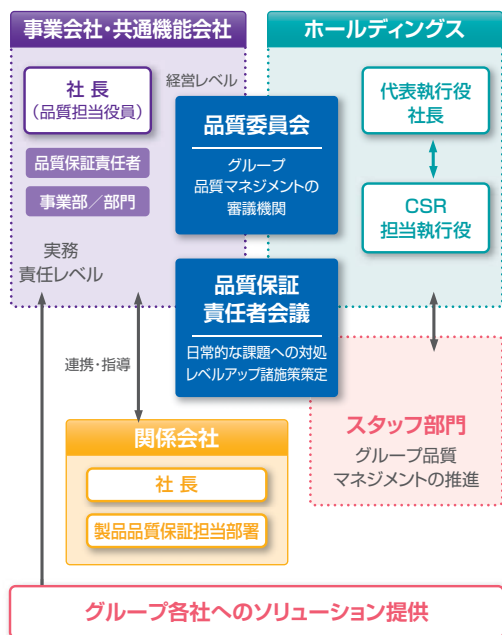 事業会社・共通機能会社
ホールディングス
社長
（品質担当役員）
経営レベル
品質保証責任者
事業部／部門
実務
責任レベル
品質委員会
グループ
品質マネジメントの
審議機関
代表執行役
社長
CSR
担当執行役
品質保証
責任者会議
日常的な課題への対処
レベルアップ諸施策策定
連携・指導
関係会社
社長
製品品質保証担当部署
スタッフ部門
グループ品質
マネジメントの推進
グループ各社へのソリューション提供